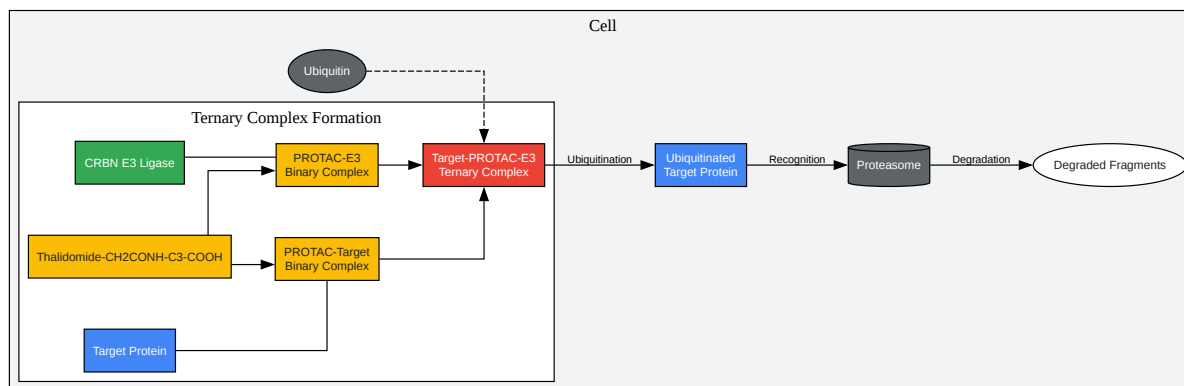 Cell
Ubiquitin
Ternary Complex Formation
CRBN E3 Ligase
PROTAC-E3
Binary Complex
Target-PROTAC-E3
Ternary Complex
Ubiquitination
Ubiquitinated
Target Protein
Recognition
Proteasome
Degradation
Degraded Fragments
Thalidomide-CH2CONH-C3-COOH
PROTAC-Target
Binary Complex
Target Protein